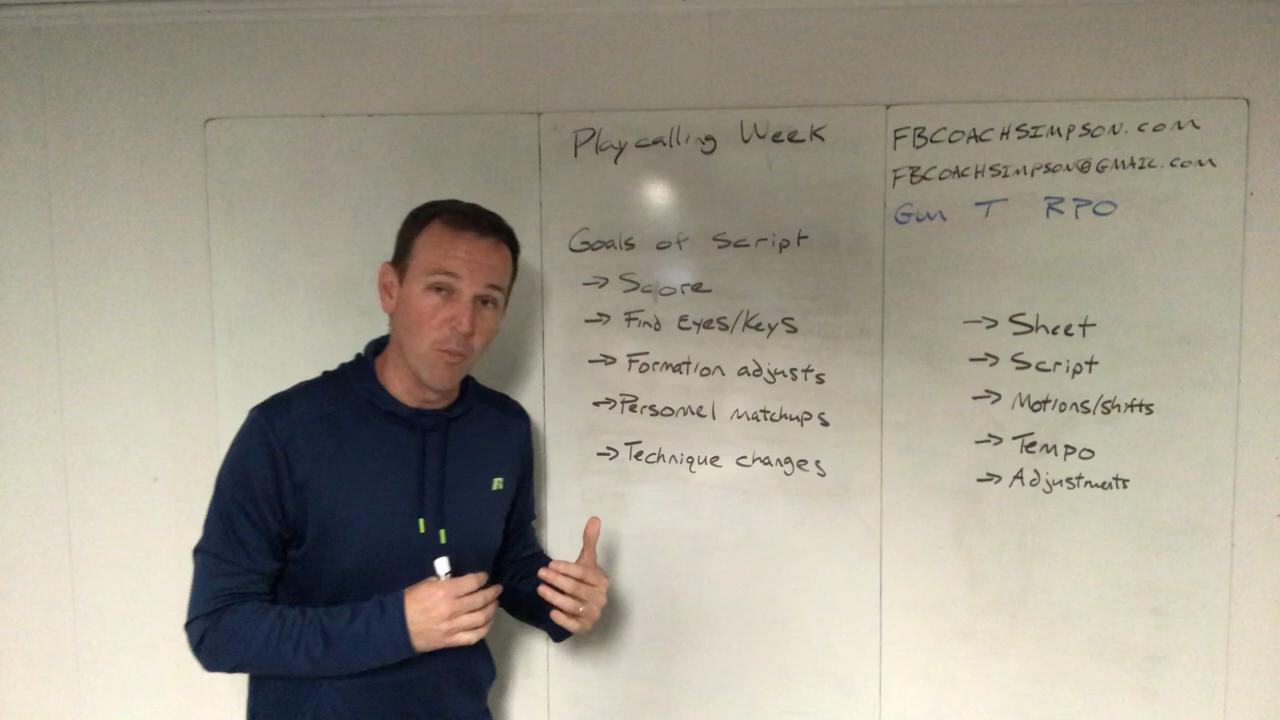 Playcalling Week
Goals of Script
→ Score
→ Find Eyes/Keys
→ Formation adjusts
→ Personnel matchups
→ Technique changes
FBCOACHSIMPSON.com
FBCOACHSIMPSON@GMAIL.com
Gun T RPO
→ Sheet
→ Script
→ Motions/shifts
→ Tempo
→ Adjustments